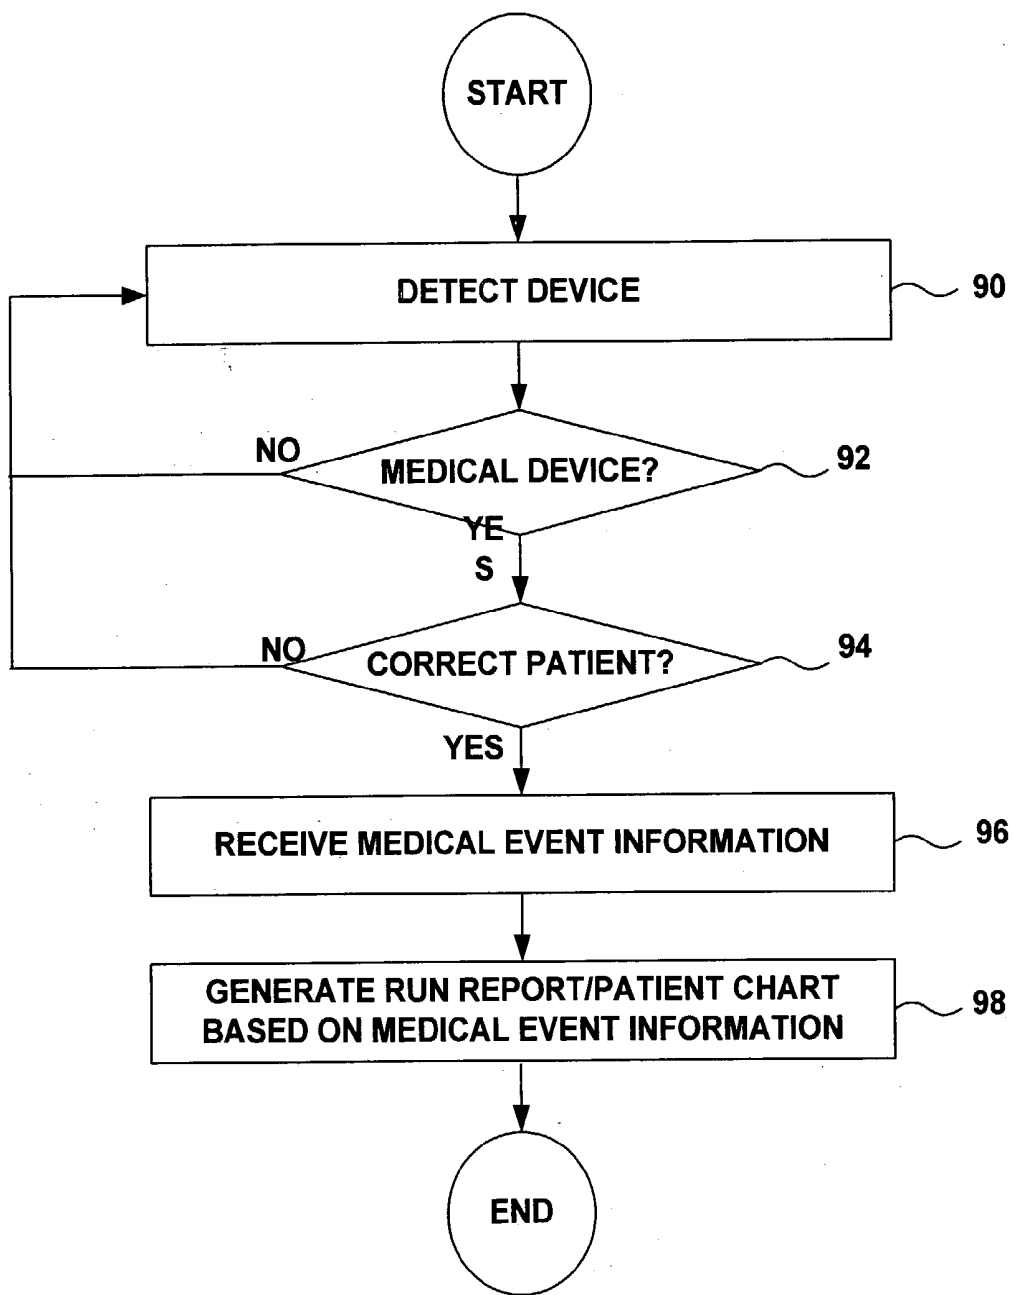 START
DETECT DEVICE
90
NO
MEDICAL DEVICE?
92
YE
S
NO
CORRECT PATIENT?
94
YES
RECEIVE MEDICAL EVENT INFORMATION
96
GENERATE RUN REPORT/PATIENT CHART
BASED ON MEDICAL EVENT INFORMATION
98
END